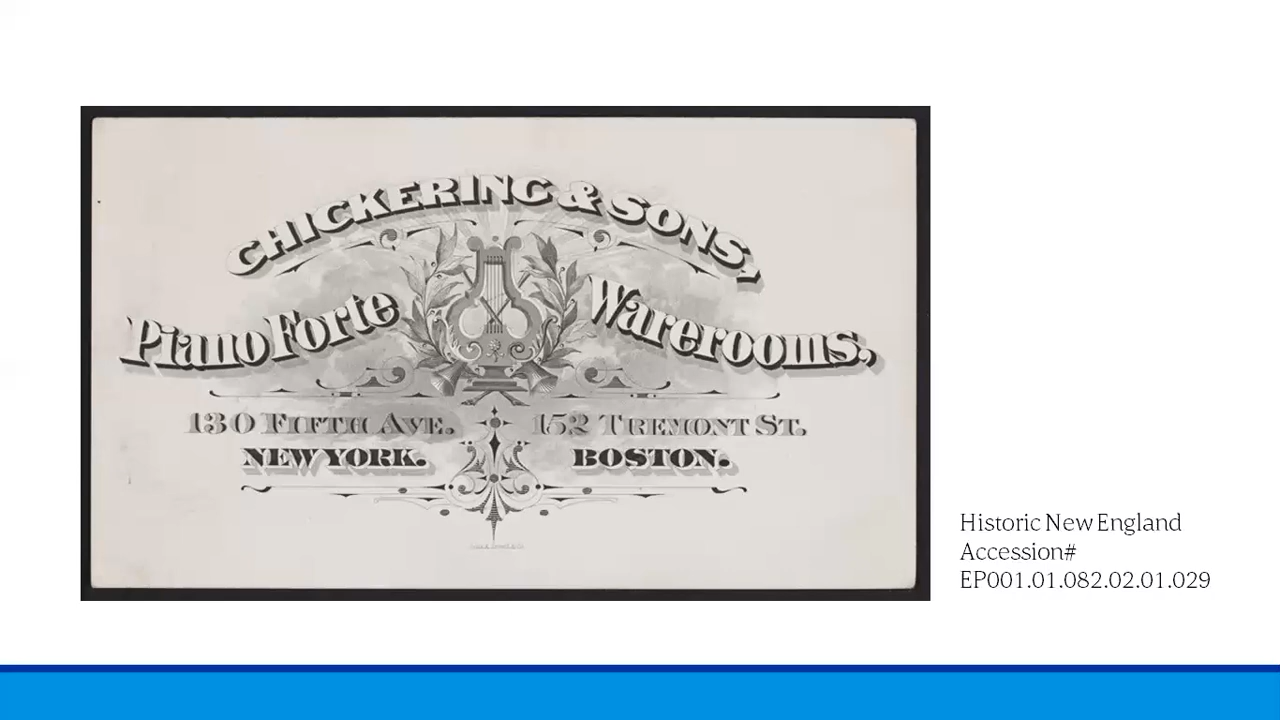 CHICKERING & SONS,
Piano Forte Warerooms.,
130 FIFTH AVE. 152 TREMONT ST.
NEW YORK. BOSTON.
Historic New England
Accession#
EP001.01.082.02.01.029